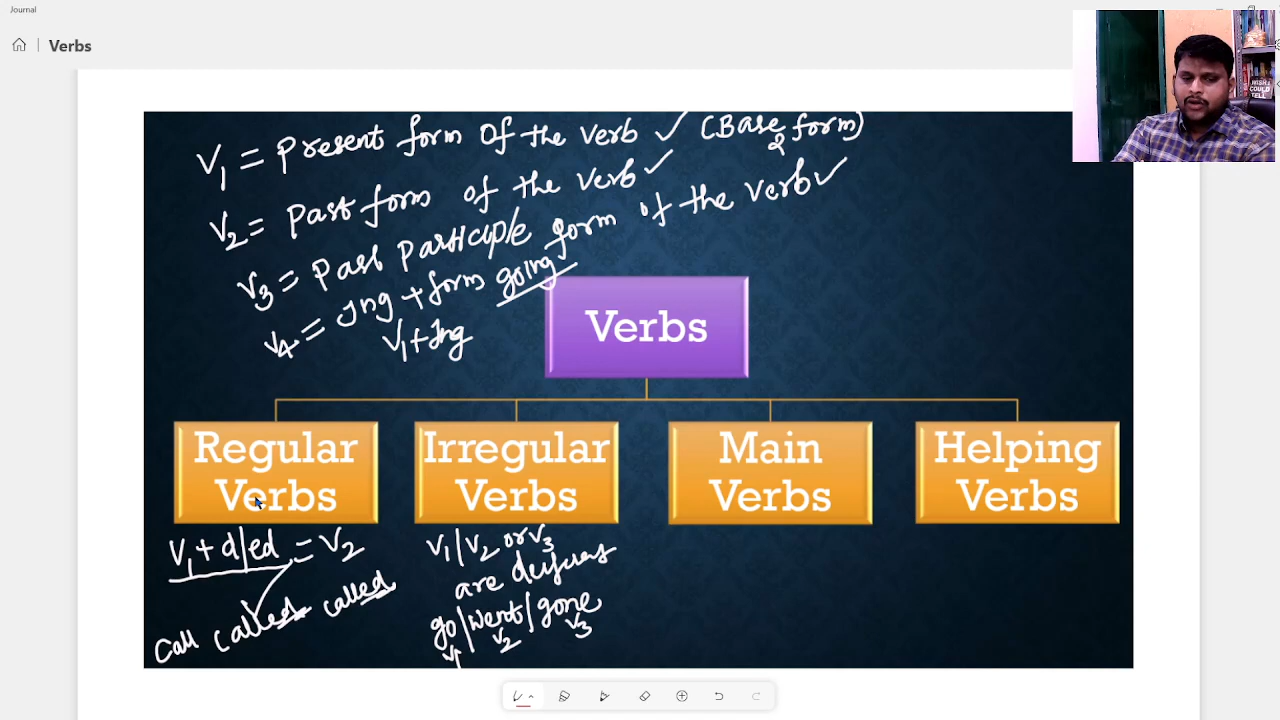 Journal
Verbs
V1 = Present form Of the verb ✓ (Base form)
V2 = Past form of the verb ✓
V3 = Past Participle form of the verb ✓
V4 = Ing + form going
V1+Ing
Verbs
Regular Verbs
Irregular Verbs
Main Verbs
Helping Verbs
V1 + d/ed = V2
Call called called
V1/V2 or V3
are
go/went/gone
V1 V2 V3